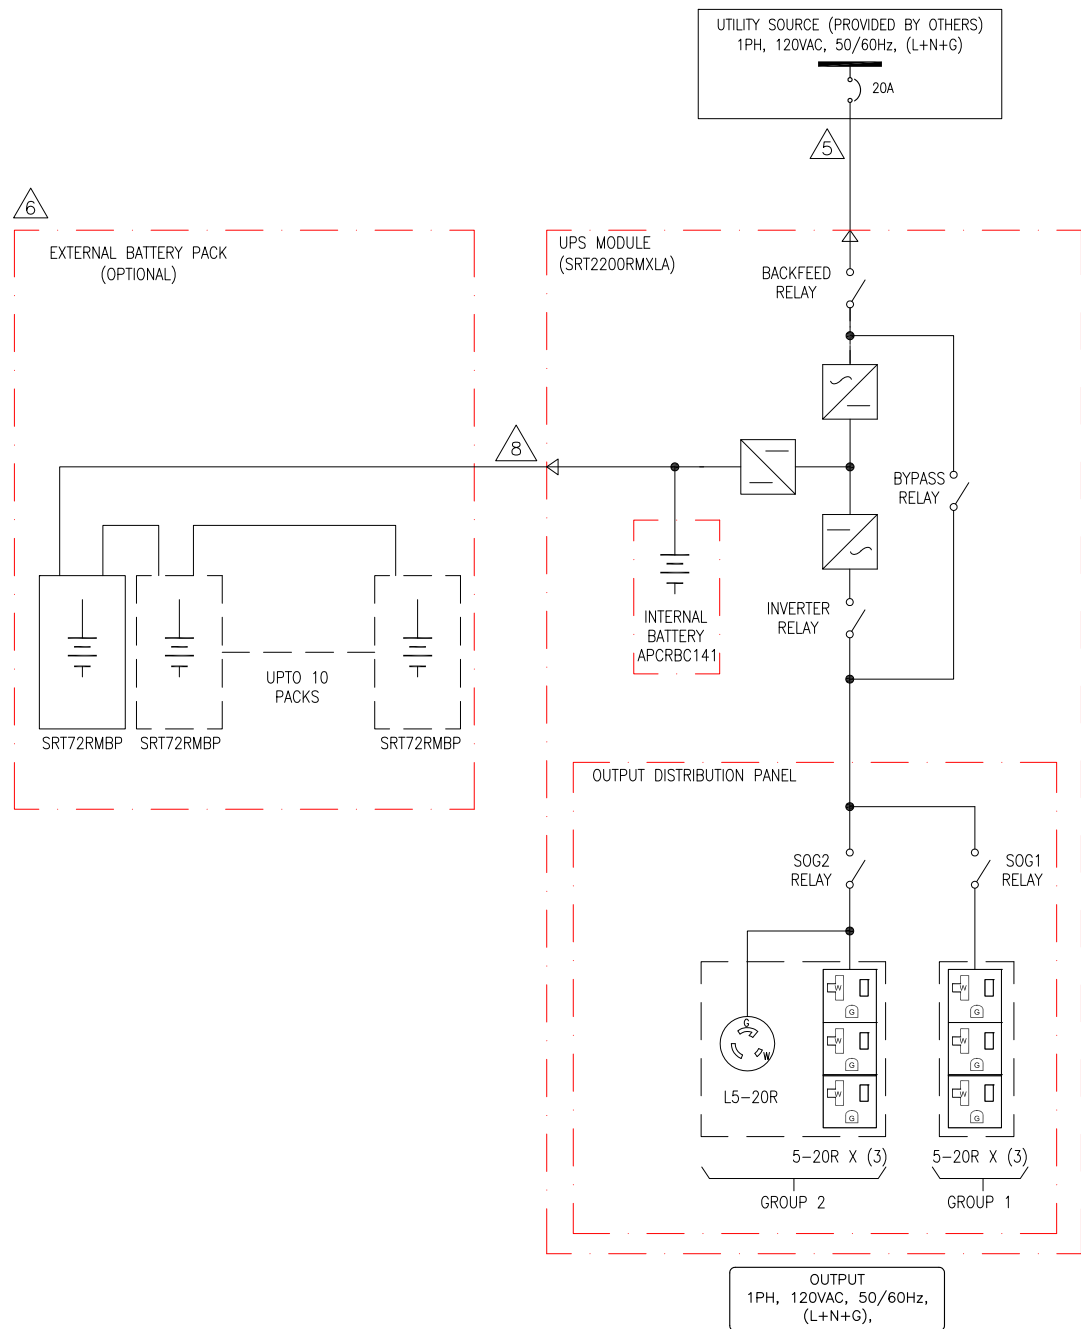 UTILITY SOURCE (PROVIDED BY OTHERS)
1PH, 120VAC, 50/60Hz, (L+N+G)
20A
5
6
EXTERNAL BATTERY PACK
(OPTIONAL)
UPS MODULE
(SRT2200RMXLA)
BACKFEED
RELAY
8
BYPASS
RELAY
INTERNAL
BATTERY
APCRBC141
INVERTER
RELAY
UPTO 10
PACKS
SRT72RMBP
SRT72RMBP
SRT72RMBP
OUTPUT DISTRIBUTION PANEL
SOG2
RELAY
SOG1
RELAY
W
G
W
G
W
G
W
G
W
G
W
G
G
W
L5-20R
5-20R X (3)
5-20R X (3)
GROUP 2
GROUP 1
OUTPUT
1PH, 120VAC, 50/60Hz,
(L+N+G),